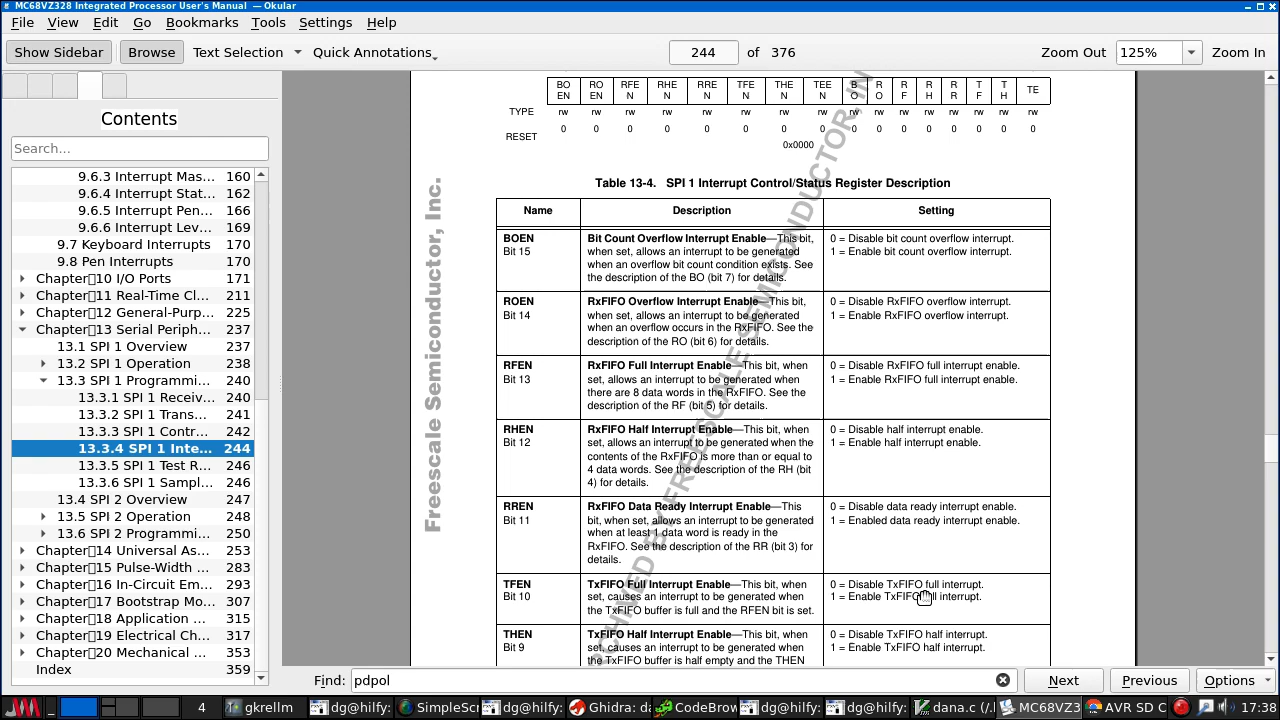 MC68VZ328 Integrated Processor User's Manual — Okular
File View Edit Go Bookmarks Tools Settings Help
Show Sidebar Browse Text Selection Quick Annotations 244 of 376 Zoom Out 125% Zoom In
Contents
Search...
9.6.3 Interrupt Mas... 160
9.6.4 Interrupt Stat... 162
9.6.5 Interrupt Pen... 166
9.6.6 Interrupt Lev... 169
9.7 Keyboard Interrupts 170
9.8 Pen Interrupts 170
Chapter 10 I/O Ports 171
Chapter 11 Real-Time Cl... 211
Chapter 12 General-Purp... 225
Chapter 13 Serial Periph... 237
13.1 SPI 1 Overview 237
13.2 SPI 1 Operation 238
13.3 SPI 1 Programmi... 240
13.3.1 SPI 1 Receiv... 240
13.3.2 SPI 1 Trans... 241
13.3.3 SPI 1 Contr... 242
13.3.4 SPI 1 Inte... 244
13.3.5 SPI 1 Test R... 246
13.3.6 SPI 1 Sampl... 246
13.4 SPI 2 Overview 247
13.5 SPI 2 Operation 248
13.6 SPI 2 Programmi... 250
Chapter 14 Universal As... 253
Chapter 15 Pulse-Width ... 283
Chapter 16 In-Circuit Em... 293
Chapter 17 Bootstrap Mo... 307
Chapter 18 Application ... 315
Chapter 19 Electrical Ch... 317
Chapter 20 Mechanical ... 353
Index 359
Freescale Semiconductor, Inc.
CHIVED BY FREESCALE SEMICONDUCTOR, IN
BO RO RFE RHE RRE TFE THE TEE B R R R R T T TE
EN EN N N N N N N O O F H R F H
TYPE rw rw rw rw rw rw rw rw rw rw rw rw rw rw rw rw
0 0 0 0 0 0 0 0 0 0 0 0 0 0 0 0
RESET
0x0000
Table 13-4. SPI 1 Interrupt Control/Status Register Description
Name Description Setting
BOEN Bit Count Overflow Interrupt Enable—This bit, 0 = Disable bit count overflow interrupt.
Bit 15 when set, allows an interrupt to be generated 1 = Enable bit count overflow interrupt.
when an overflow bit count condition exists. See
the description of the BO (bit 7) for details.
ROEN RxFIFO Overflow Interrupt Enable—This bit, 0 = Disable RxFIFO overflow interrupt.
Bit 14 when set, allows an interrupt to be generated 1 = Enable RxFIFO overflow interrupt.
when an overflow occurs in the RxFIFO. See the
description of the RO (bit 6) for details.
RFEN RxFIFO Full Interrupt Enable—This bit, when 0 = Disable RxFIFO full interrupt enable.
Bit 13 set, allows an interrupt to be generated when 1 = Enable RxFIFO full interrupt enable.
there are 8 data words in the RxFIFO. See the
description of the RF (bit 5) for details.
RHEN RxFIFO Half Interrupt Enable—This bit, when 0 = Disable half interrupt enable.
Bit 12 set, allows an interrupt to be generated when the 1 = Enable half interrupt enable.
contents of the RxFIFO is more than or equal to
4 data words. See the description of the RH (bit
4) for details.
RREN RxFIFO Data Ready Interrupt Enable—This 0 = Disable data ready interrupt enable.
Bit 11 bit, when set, allows an interrupt to be generated 1 = Enabled data ready interrupt enable.
when at least 1 data word is ready in the
RxFIFO. See the description of the RR (bit 3) for
details.
TFEN TxFIFO Full Interrupt Enable—This bit, when 0 = Disable TxFIFO full interrupt.
Bit 10 set, causes an interrupt to be generated when 1 = Enable TxFIFO full interrupt.
the TxFIFO buffer is full and the RFEN bit is set.
THEN TxFIFO Half Interrupt Enable—This bit, when 0 = Disable TxFIFO half interrupt.
Bit 9 set, causes an interrupt to be generated when 1 = Enable TxFIFO half interrupt.
the TxFIFO buffer is half empty and the THEN
Find: pdpol Next Previous Options
4 gkrellm dg@hilfy: SimpleSc Ghidra: da CodeBrow dg@hilfy: dg@hilfy: dana.c (/. MC68VZ3 AVR SD C 17:38